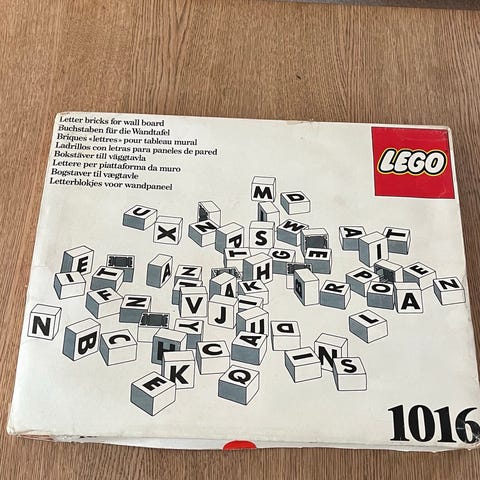 Letter bricks for wall board
Buchstaben für die Wandtafel
Briques «lettres» pour tableau mural
Ladrillos con letras para paneles de pared
Bokstäver till väggtavla
Lettere per piattaforma da muro
Bogstaver til vægtavle
Letterblokjes voor wandpaneel
LEGO
M D
U X N P S W E A I L
I E T A N T H G R P O E A N
F N V J I K
N B C H Y A U D I N S J
E K C Q
1016